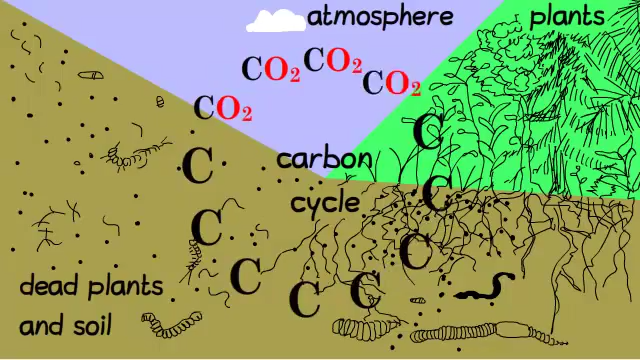 atmosphere
plants
CO₂
CO₂
CO₂
CO₂
C
C
carbon
cycle
C
C
C
C
C
C
dead plants
and soil